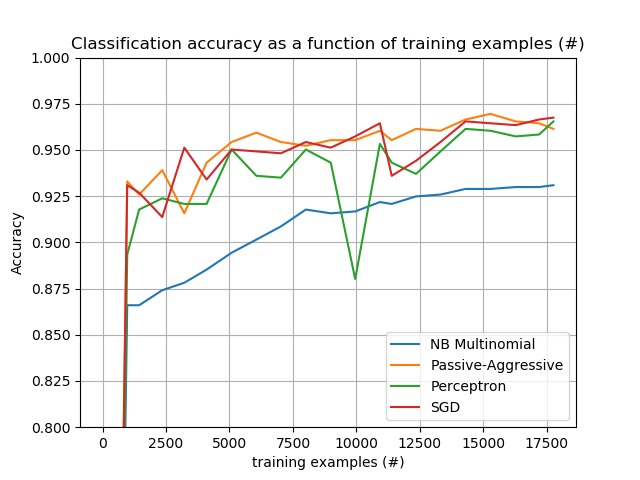 Classification accuracy as a function of training examples (#)
1.000
0.975
0.950
0.925
0.900
0.875
0.850
0.825
0.800
Accuracy
NB Multinomial
Passive-Aggressive
Perceptron
SGD
0 2500 5000 7500 10000 12500 15000 17500
training examples (#)